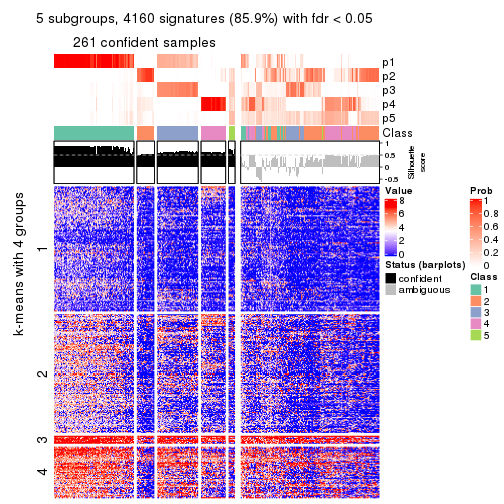 5 subgroups, 4160 signatures (85.9%) with fdr < 0.05
261 confident samples
p1
p2
p3
p4
p5
Class
1
0.5
0
-0.5
Silhouette
score
k-means with 4 groups
1
2
3
4
Value
8
6
4
2
0
Status (barplots)
confident
ambiguous
Prob
1
0.8
0.6
0.4
0.2
0
Class
1
2
3
4
5